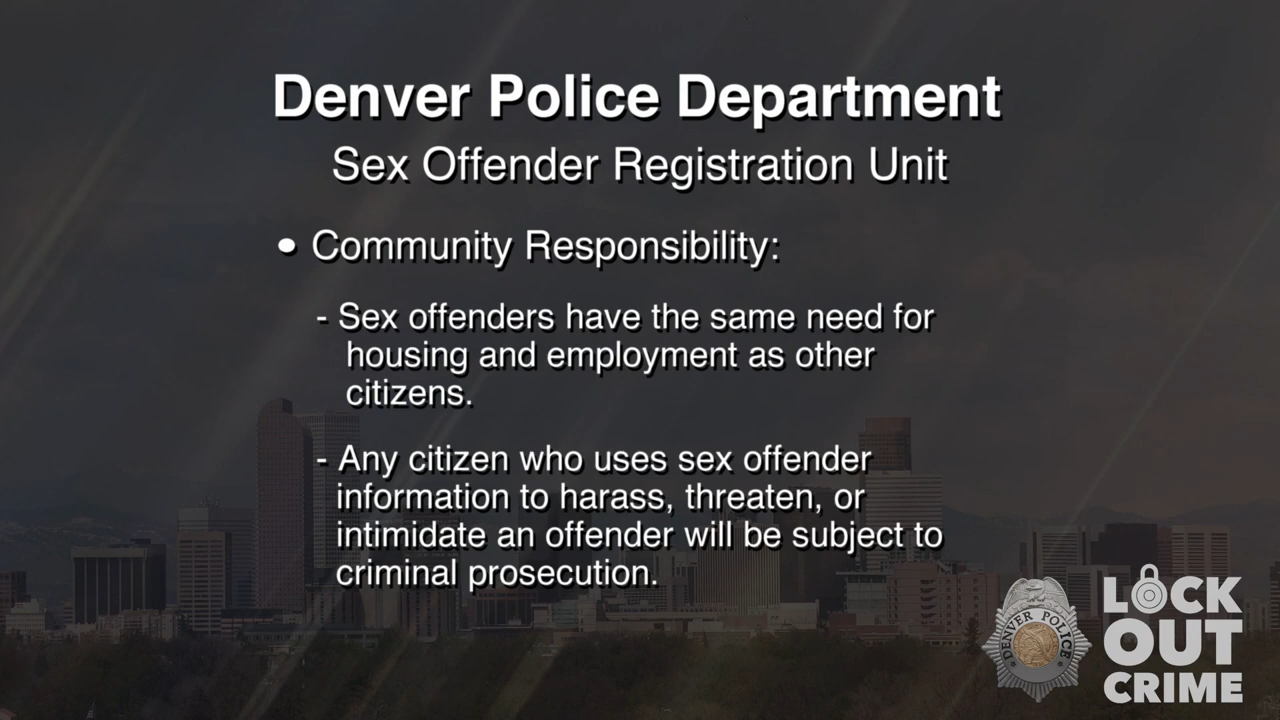 Denver Police Department
Sex Offender Registration Unit
• Community Responsibility:
- Sex offenders have the same need for
housing and employment as other
citizens.
- Any citizen who uses sex offender
information to harass, threaten, or
intimidate an offender will be subject to
criminal prosecution.
DENVER POLICE
LOCK
OUT
CRIME